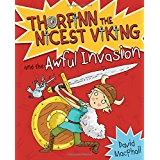 THORFINN THE
NICEST VIKING
and the Awful Invasion
David
MacPhail